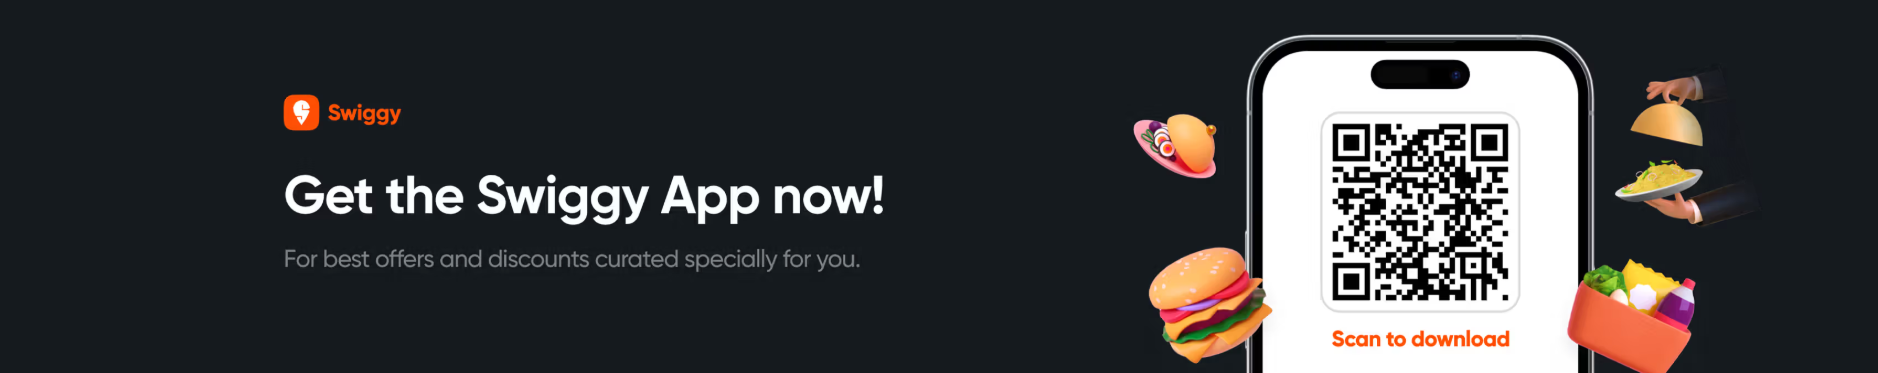 Swiggy
Get the Swiggy App now!
For best offers and discounts curated specially for you.
Scan to download